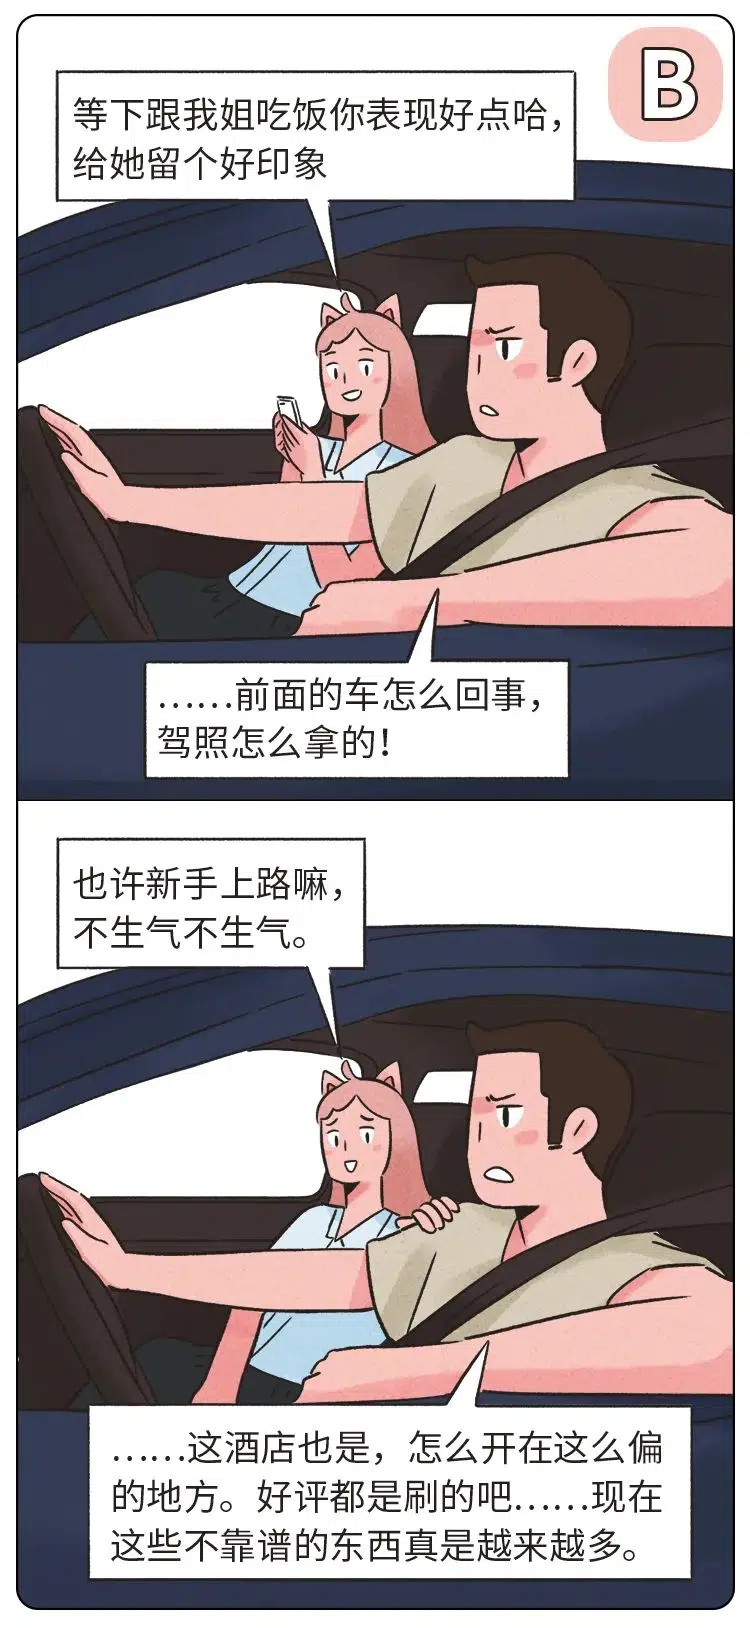 B
等下跟我姐吃饭你表现好点哈，
给她留个好印象
……前面的车怎么回事，
驾照怎么拿的！
也许新手上路嘛，
不生气不生气。
……这酒店也是，怎么开在这么偏
的地方。好评都是刷的吧……现在
这些不靠谱的东西真是越来越多。